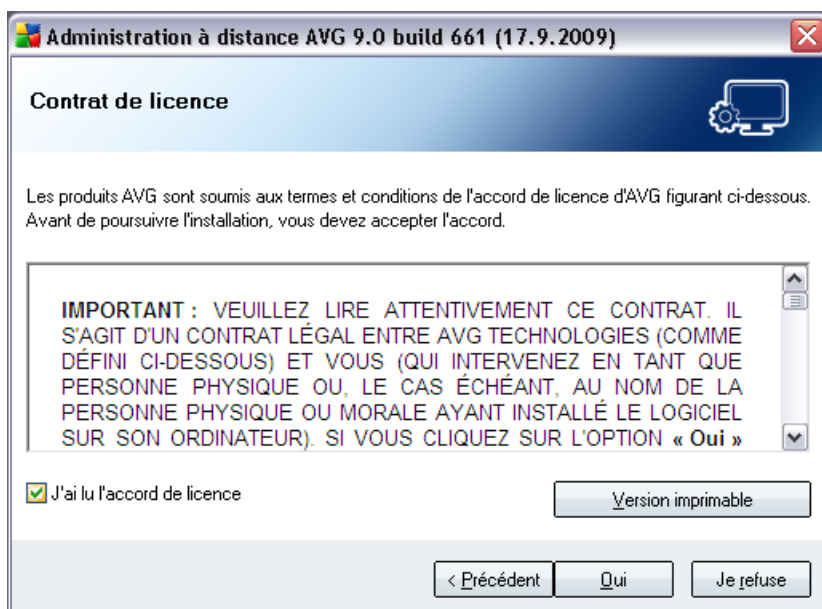 Administration à distance AVG 9.0 build 661 (17.9.2009)
Contrat de licence
Les produits AVG sont soumis aux termes et conditions de l'accord de licence d'AVG figurant ci-dessous.
Avant de poursuivre l'installation, vous devez accepter l'accord.
IMPORTANT : VEUILLEZ LIRE ATTENTIVEMENT CE CONTRAT. IL
S'AGIT D'UN CONTRAT LÉGAL ENTRE AVG TECHNOLOGIES (COMME
DÉFINI CI-DESSOUS) ET VOUS (QUI INTERVENEZ EN TANT QUE
PERSONNE PHYSIQUE OU, LE CAS ÉCHÉANT, AU NOM DE LA
PERSONNE PHYSIQUE OU MORALE AYANT INSTALLÉ LE LOGICIEL
SUR SON ORDINATEUR). SI VOUS CLIQUEZ SUR L'OPTION « Oui »
J'ai lu l'accord de licence
Version imprimable
< Précédent
Oui
Je refuse